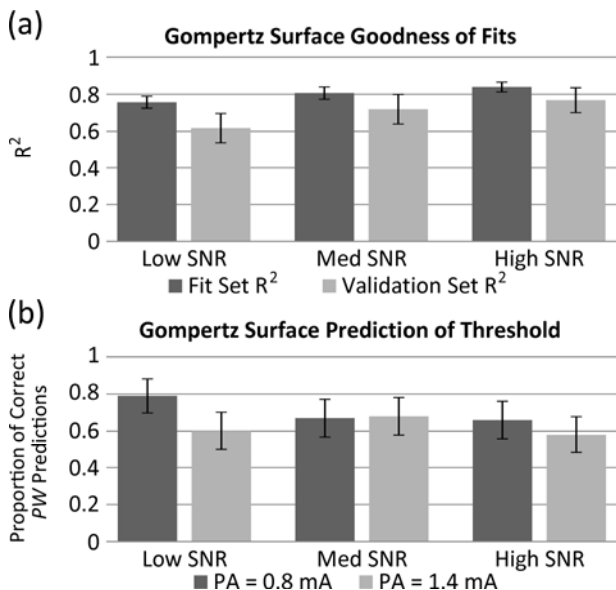 (a)
Gompertz Surface Goodness of Fits
R²
1
0.8
0.6
0.4
0.2
0
Low SNR Med SNR High SNR
Fit Set R² Validation Set R²
(b)
Gompertz Surface Prediction of Threshold
Proportion of Correct
PW Predictions
1
0.8
0.6
0.4
0.2
0
Low SNR Med SNR High SNR
PA = 0.8 mA PA = 1.4 mA